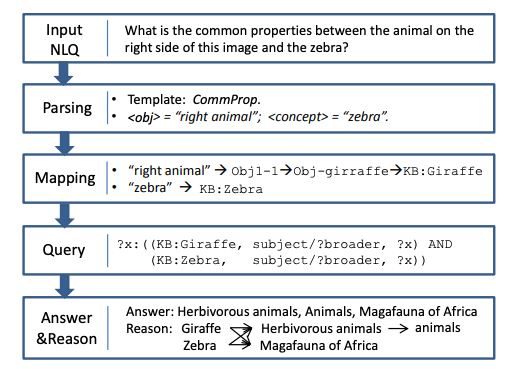 Input
NLQ
What is the common properties between the animal on the
right side of this image and the zebra?
Parsing
• Template: CommProp.
• <obj> = “right animal”; <concept> = “zebra”.
Mapping
• “right animal” → Obj1-1→Obj-girraffe→KB:Giraffe
• “zebra” → KB:Zebra
Query
?x:((KB:Giraffe, subject/?broader, ?x) AND
(KB:Zebra, subject/?broader, ?x))
Answer
&Reason
Answer: Herbivorous animals, Animals, Magafauna of Africa
Reason: Giraffe Herbivorous animals → animals
Zebra Magafauna of Africa